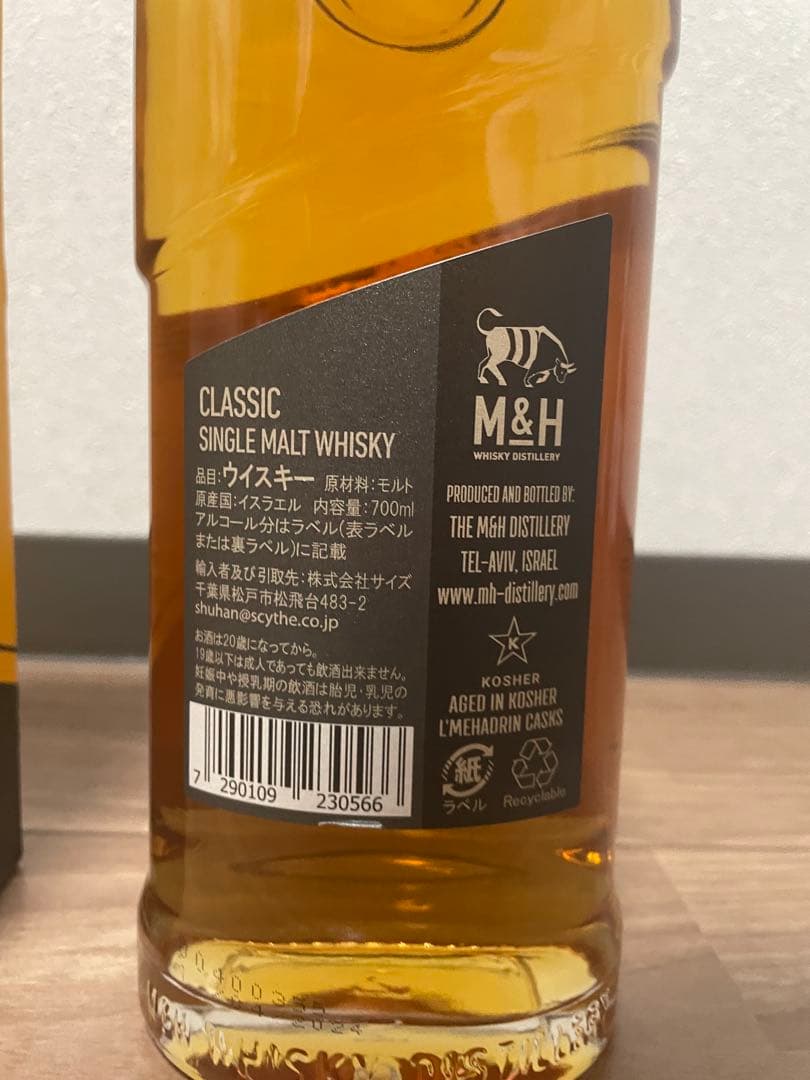 CLASSIC
SINGLE MALT WHISKY
品目:ウイスキー 原材料:モルト
原産国:イスラエル 内容量:700ml
アルコール分はラベル(表ラベル
または裏ラベル)に記載
輸入者及び引取先:株式会社サイズ
千葉県松戸市松飛台483-2
shuhan@scythe.co.jp
お酒は20歳になってから。
19歳以下は成人であっても飲酒出来ません。
妊娠中や授乳期の飲酒は胎児・乳児の
発育に悪影響を与える恐れがあります。
7 290109 230566
M&H
WHISKY DISTILLERY
PRODUCED AND BOTTLED BY:
THE M&H DISTILLERY
TEL-AVIV, ISRAEL
www.mh-distillery.com
K
KOSHER
AGED IN KOSHER
L'MEHADRIN CASKS
紙
ラベル
Recyclable